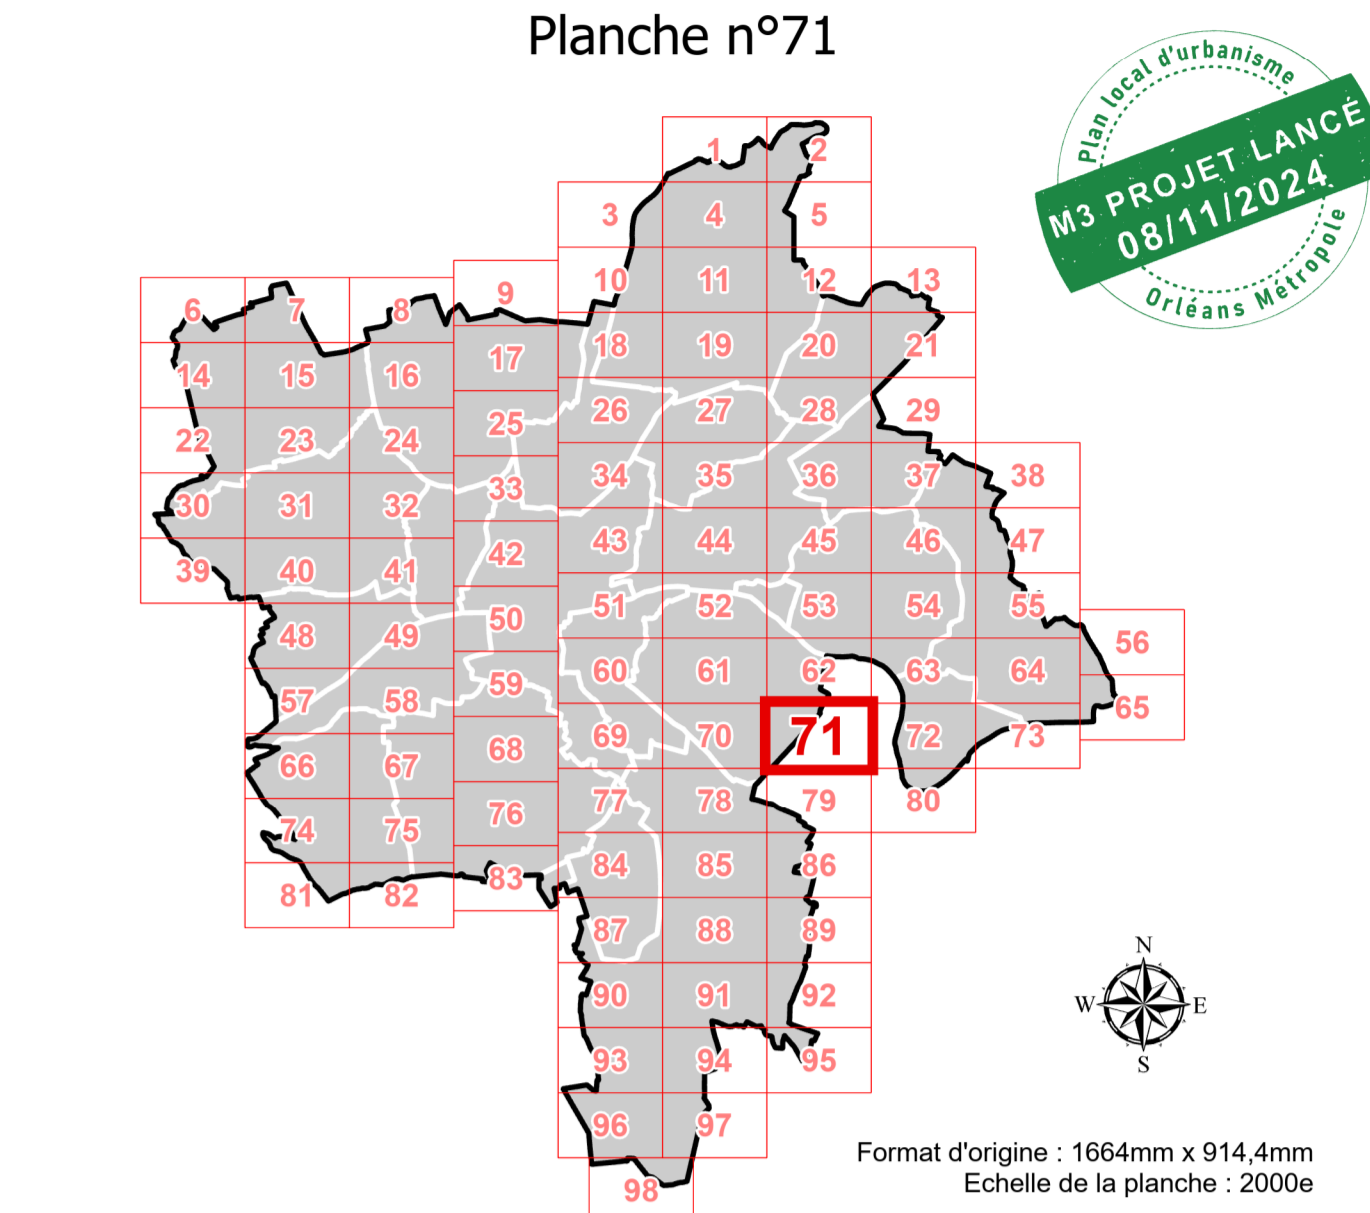 Planche n°71
Plan local d'urbanisme
M3 PROJET LANCÉ
08/11/2024
Orléans Métropole
1 2
3 4 5
6 7 8 9 10 11 12 13
14 15 16 17 18 19 20 21
22 23 24 25 26 27 28 29
30 31 32 33 34 35 36 37 38
39 40 41 42 43 44 45 46 47
48 49 50 51 52 53 54 55 56
57 58 59 60 61 62 63 64 65
66 67 68 69 70 71 72 73
74 75 76 77 78 79 80
81 82 83 84 85 86
87 88 89
90 91 92
93 94 95
96 97
98
N
W E
S
Format d'origine : 1664mm x 914,4mm
Echelle de la planche : 2000e